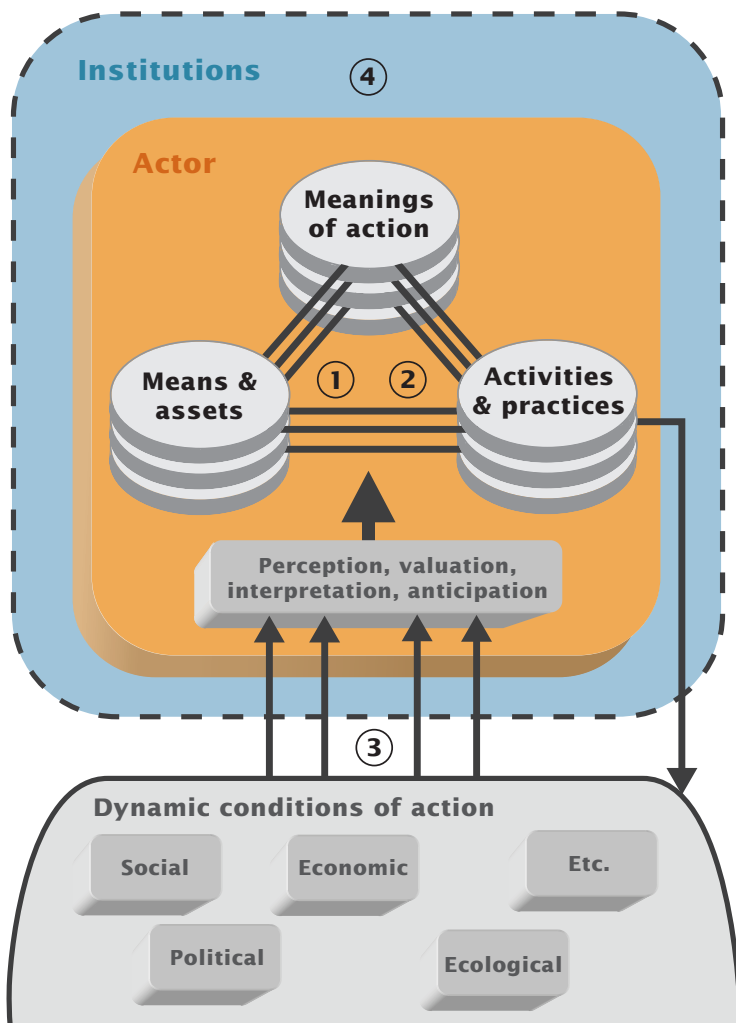 Institutions
④
Actor
Meanings
of action
①
②
Means &
assets
Activities
& practices
Perception, valuation,
interpretation, anticipation
③
Dynamic conditions of action
Social
Economic
Etc.
Political
Ecological